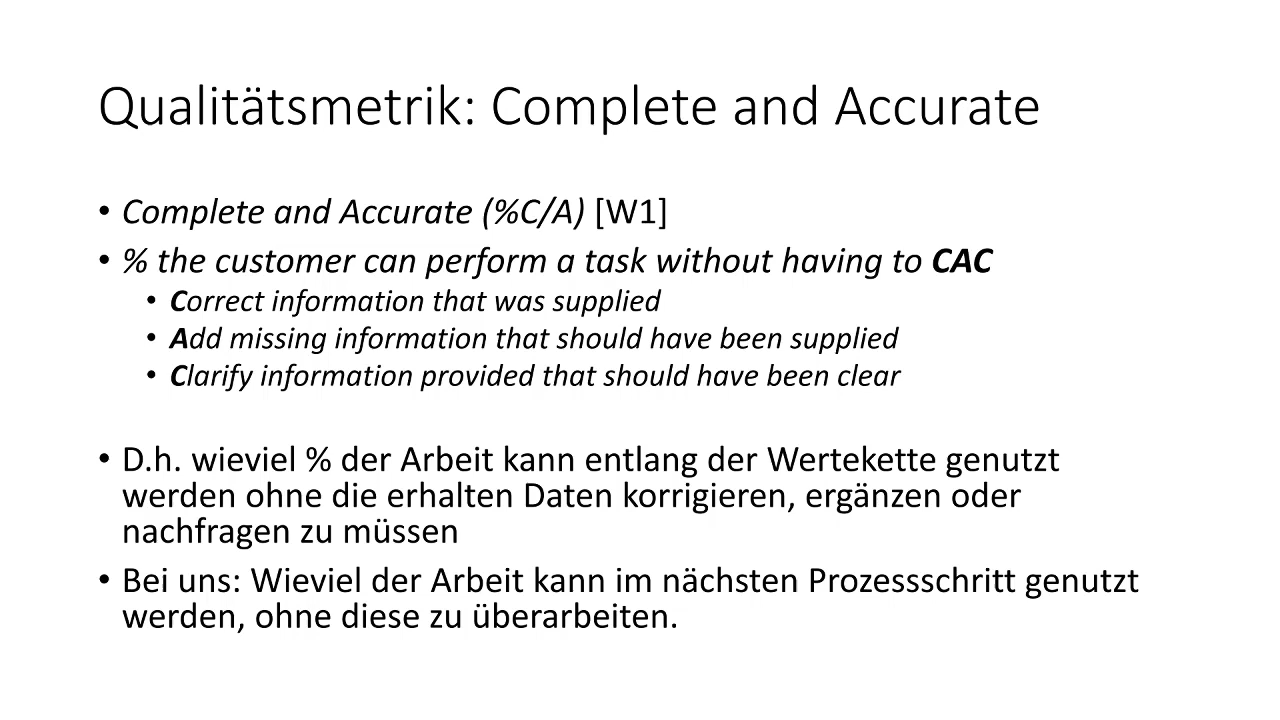 Qualitätsmetrik: Complete and Accurate
• Complete and Accurate (%C/A) [W1]
• % the customer can perform a task without having to CAC
• Correct information that was supplied
• Add missing information that should have been supplied
• Clarify information provided that should have been clear
• D.h. wieviel % der Arbeit kann entlang der Wertekette genutzt
werden ohne die erhalten Daten korrigieren, ergänzen oder
nachfragen zu müssen
• Bei uns: Wieviel der Arbeit kann im nächsten Prozessschritt genutzt
werden, ohne diese zu überarbeiten.